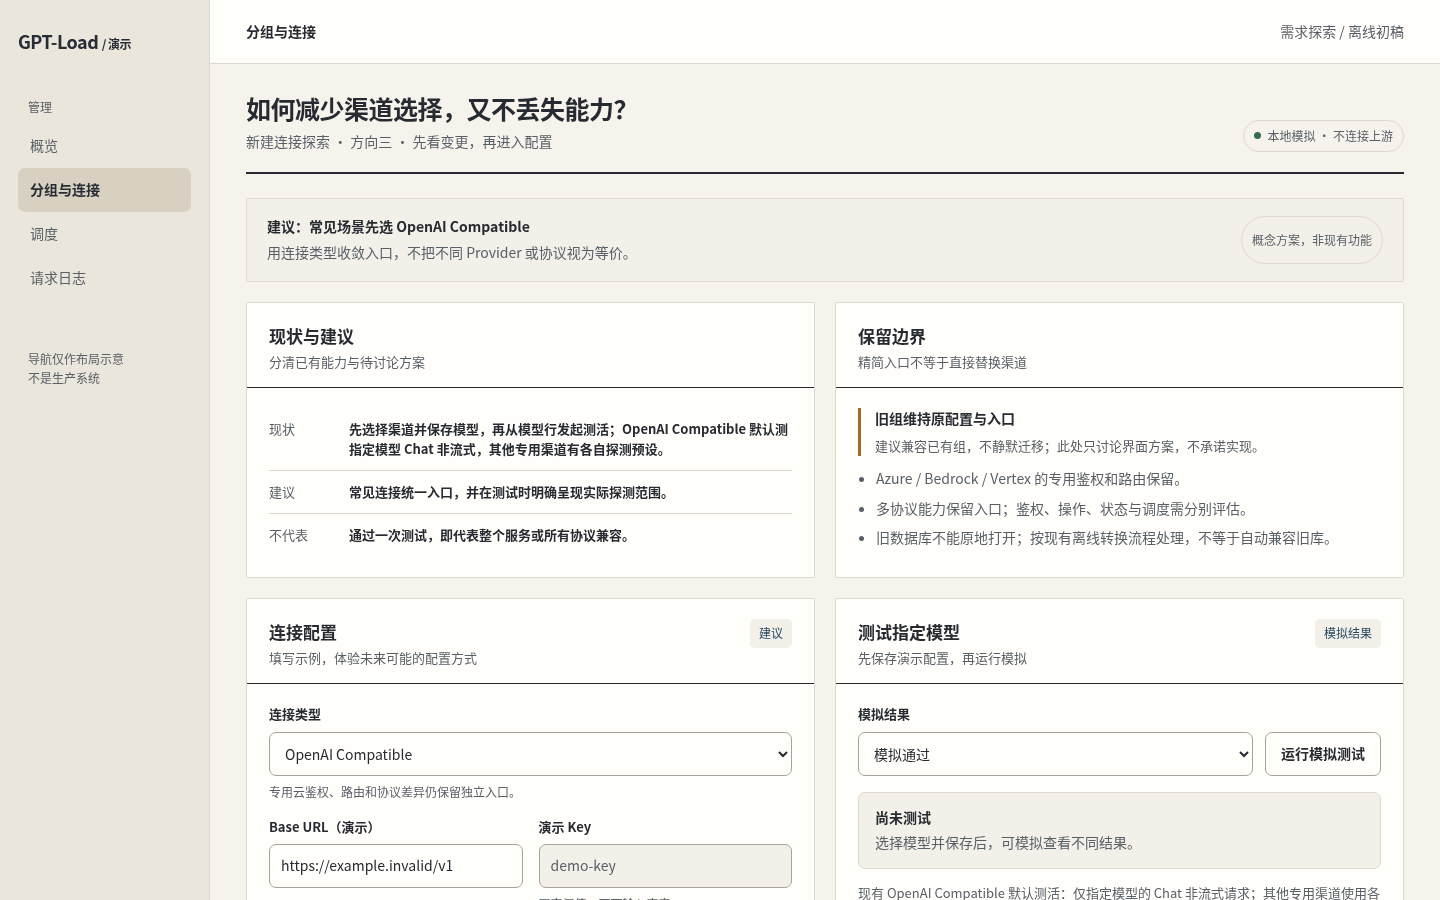 GPT-Load / 演示
管理
概览
分组与连接
调度
请求日志
导航仅作布局示意
不是生产系统
分组与连接
需求探索 / 离线初稿
如何减少渠道选择，又不丢失能力？
新建连接探索 · 方向三 · 先看变更，再进入配置
本地模拟 · 不连接上游
建议：常见场景先选 OpenAI Compatible
用连接类型收敛入口，不把不同 Provider 或协议视为等价。
概念方案，非现有功能
现状与建议
分清已有能力与待讨论方案
现状
先选择渠道并保存模型，再从模型行发起测活；OpenAI Compatible 默认测
指定模型 Chat 非流式，其他专用渠道有各自探测预设。
建议
常见连接统一入口，并在测试时明确呈现实际探测范围。
不代表
通过一次测试，即代表整个服务或所有协议兼容。
保留边界
精简入口不等于直接替换渠道
旧组维持原配置与入口
建议兼容已有组，不静默迁移；此处只讨论界面方案，不承诺实现。
Azure / Bedrock / Vertex 的专用鉴权和路由保留。
多协议能力保留入口；鉴权、操作、状态与调度需分别评估。
旧数据库不能原地打开；按现有离线转换流程处理，不等于自动兼容旧库。
连接配置
填写示例，体验未来可能的配置方式
建议
连接类型
OpenAI Compatible
专用云鉴权、路由和协议差异仍保留独立入口。
Base URL（演示）
https://example.invalid/v1
演示 Key
demo-key
测试指定模型
先保存演示配置，再运行模拟
模拟结果
模拟结果
模拟通过
运行模拟测试
尚未测试
选择模型并保存后，可模拟查看不同结果。
现有 OpenAI Compatible 默认测活：仅指定模型的 Chat 非流式请求；其他专用渠道使用各